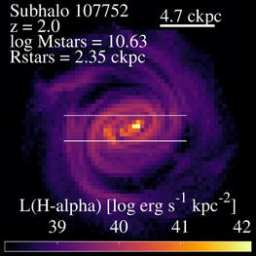 Subhalo 107752
4.7 ckpc
z = 2.0
log Mstars = 10.63
Rstars = 2.35 ckpc
L(H-alpha) [log erg s⁻¹ kpc⁻²]
39 40 41 42